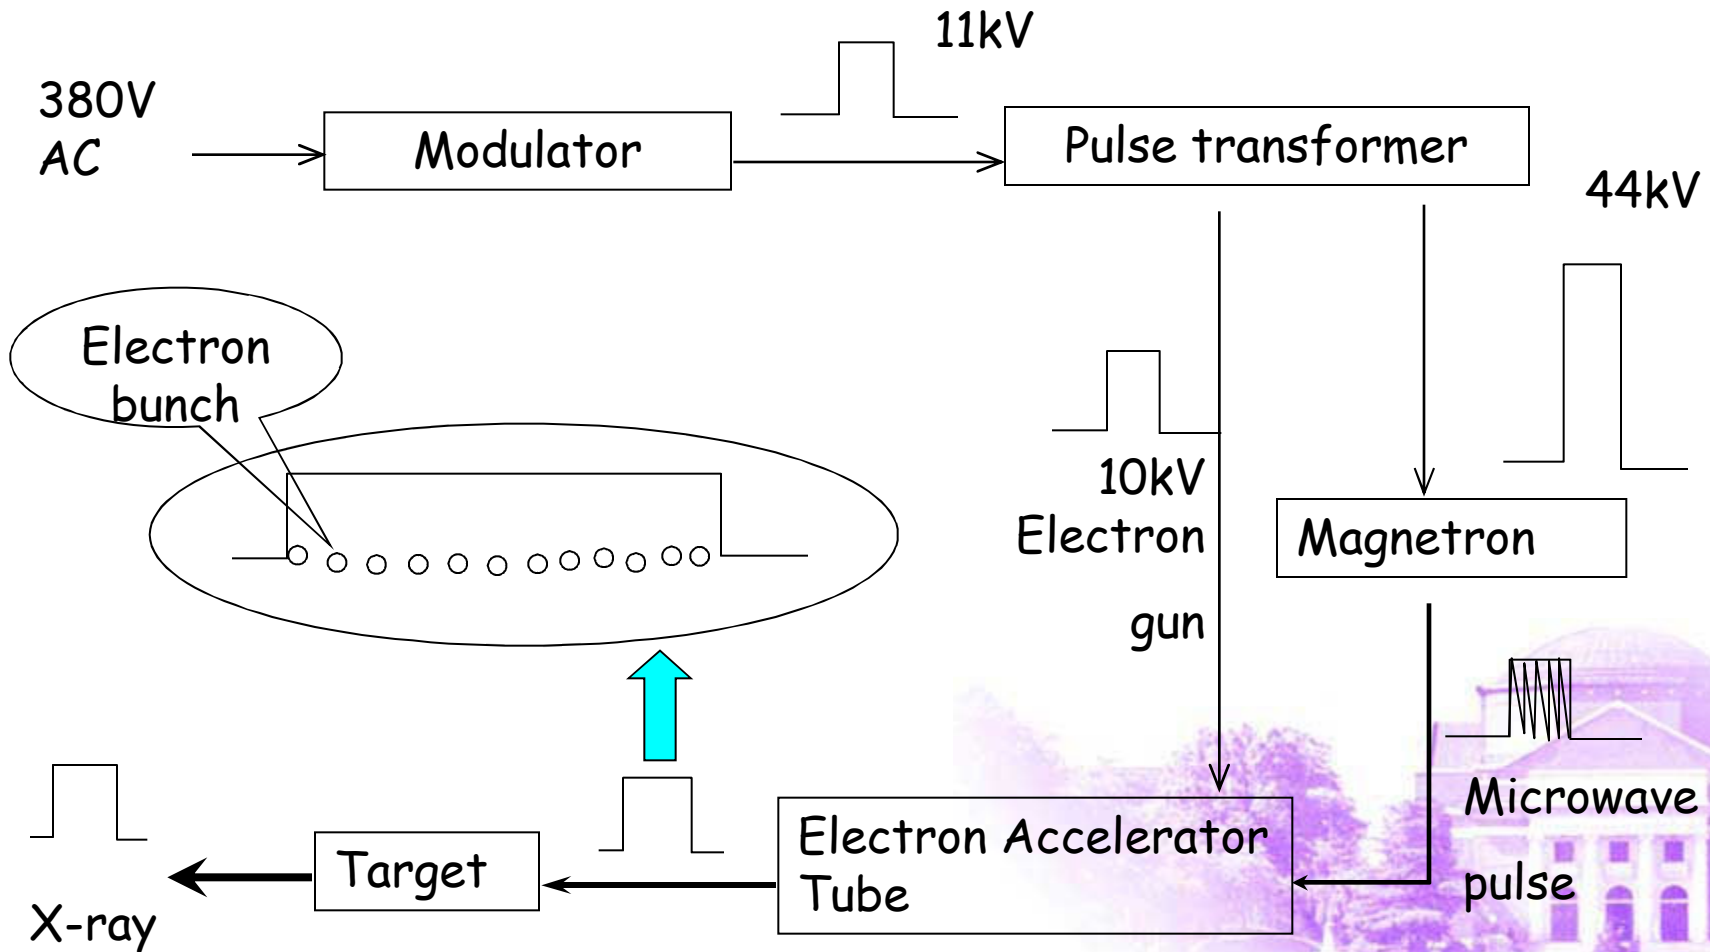 11kV
380V
AC
Modulator
Pulse transformer
44kV
Electron
bunch
10kV
Electron
gun
Magnetron
Microwave
pulse
Electron Accelerator
Tube
Target
X-ray